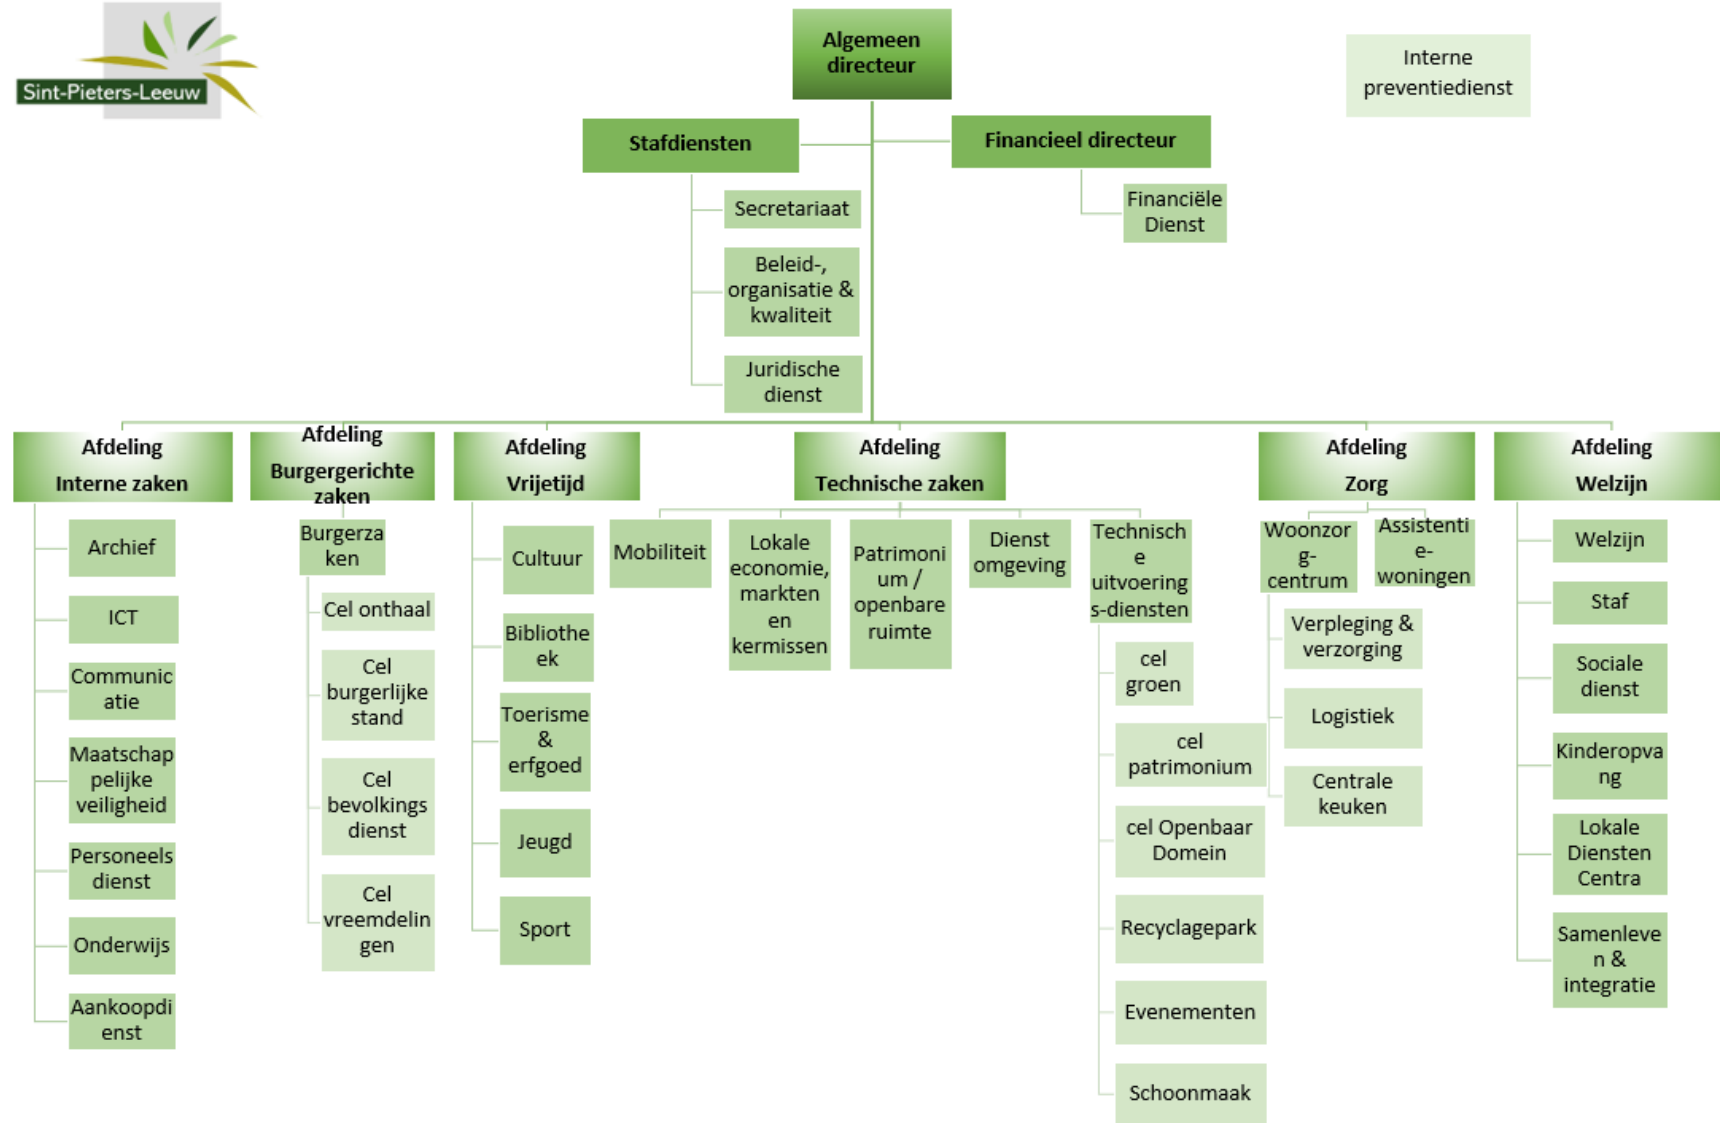 Sint-Pieters-Leeuw
Algemeen
directeur
Interne
preventiedienst
Stafdiensten
Financieel directeur
Secretariaat
Beleid-,
organisatie &
kwaliteit
Juridische
dienst
Financiële
Dienst
Afdeling
Interne zaken
Archief
ICT
Communic
atie
Maatschap
pelijke
veiligheid
Personeels
dienst
Onderwijs
Aankoopdi
enst
Afdeling
Burgergerichte
zaken
Burgerza
ken
Cel onthaal
Cel
burgerlijke
stand
Cel
bevolkings
dienst
Cel
vreemdelin
gen
Afdeling
Vrijetijd
Cultuur
Bibliothe
ek
Toerisme
&
erfgoed
Jeugd
Sport
Afdeling
Technische zaken
Mobiliteit
Lokale
economie,
markten
en
kermissen
Patrimoni
um /
openbare
ruimte
Dienst
omgeving
Technisch
e
uitvoering
s-diensten
cel
groen
cel
patrimonium
cel Openbaar
Domein
Recyclagepark
Evenementen
Schoonmaak
Afdeling
Zorg
Woonzor
g-
centrum
Assistenti
e-
woningen
Verpleging &
verzorging
Logistiek
Centrale
keuken
Afdeling
Welzijn
Welzijn
Staf
Sociale
dienst
Kinderopva
ng
Lokale
Diensten
Centra
Samenleve
n &
integratie